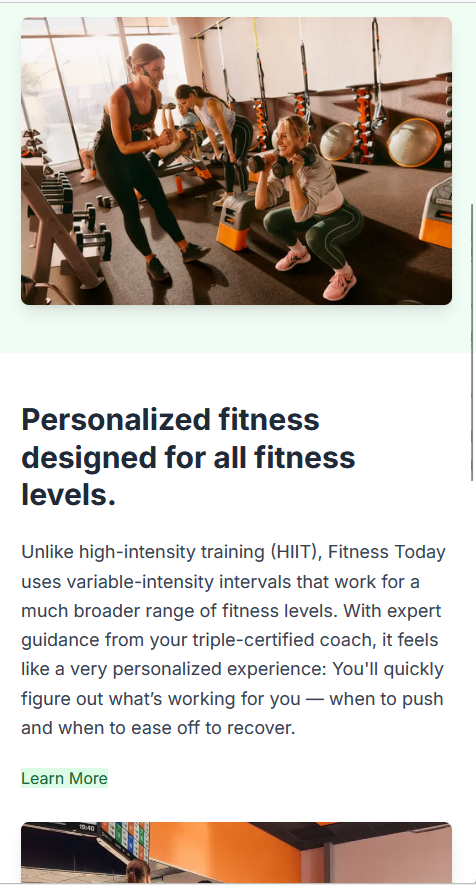 Personalized fitness
designed for all fitness
levels.
Unlike high-intensity training (HIIT), Fitness Today
uses variable-intensity intervals that work for a
much broader range of fitness levels. With expert
guidance from your triple-certified coach, it feels
like a very personalized experience: You'll quickly
figure out what’s working for you — when to push
and when to ease off to recover.
Learn More
19:40